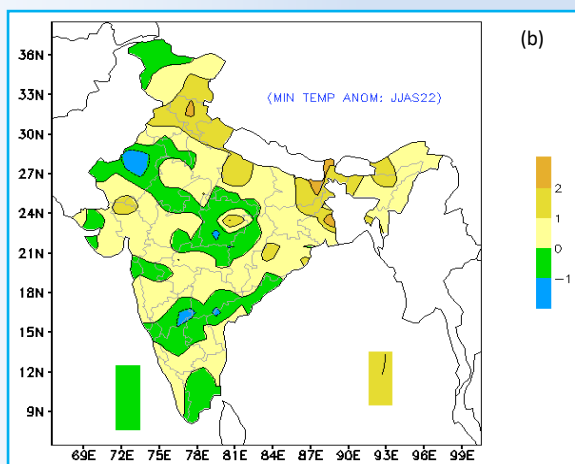 (b)
36N
(MIN TEMP ANOM: JJAS22)
33N
30N
27N
24N
21N
18N
15N
12N
9N
69E 72E 75E 78E 81E 84E 87E 90E 93E 96E 99E
2
1
0
−1